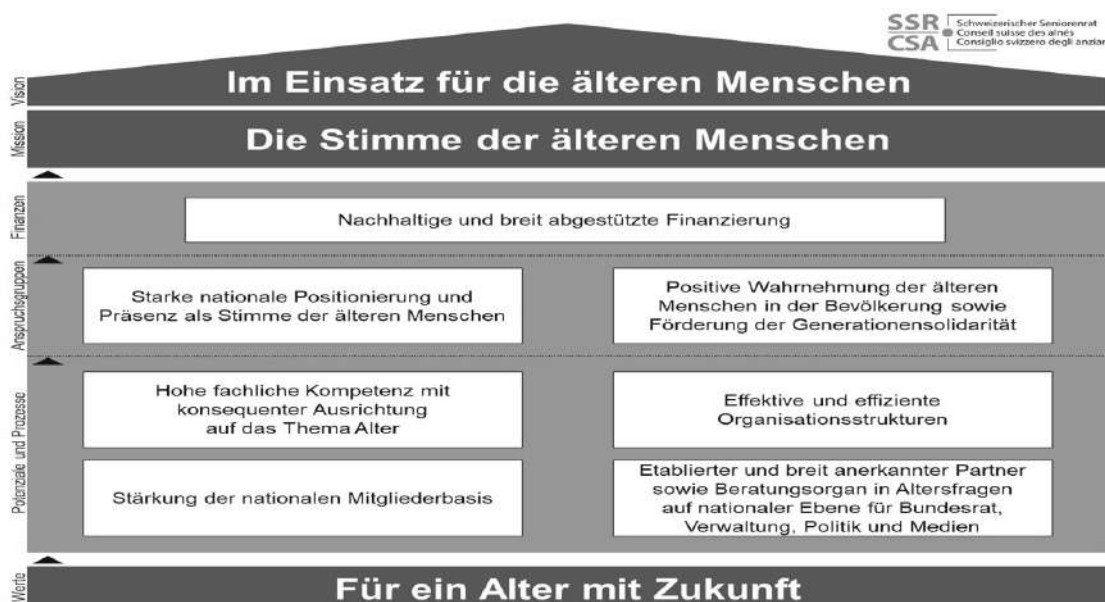 SSR
CSA
Schweizerischer Seniorenrat
Conseil suisse des aînés
Consiglio svizzero degli anziani
Vision
Im Einsatz für die älteren Menschen
Mission
Die Stimme der älteren Menschen
Finanzen
Nachhaltige und breit abgestützte Finanzierung
Anspruchsgruppen
Starke nationale Positionierung und
Präsenz als Stimme der älteren Menschen
Positive Wahrnehmung der älteren
Menschen in der Bevölkerung sowie
Förderung der Generationensolidarität
Potenziale und Prozesse
Hohe fachliche Kompetenz mit
konsequenter Ausrichtung
auf das Thema Alter
Effektive und effiziente
Organisationsstrukturen
Stärkung der nationalen Mitgliederbasis
Etablierter und breit anerkannter Partner
sowie Beratungsorgan in Altersfragen
auf nationaler Ebene für Bundesrat,
Verwaltung, Politik und Medien
Werte
Für ein Alter mit Zukunft